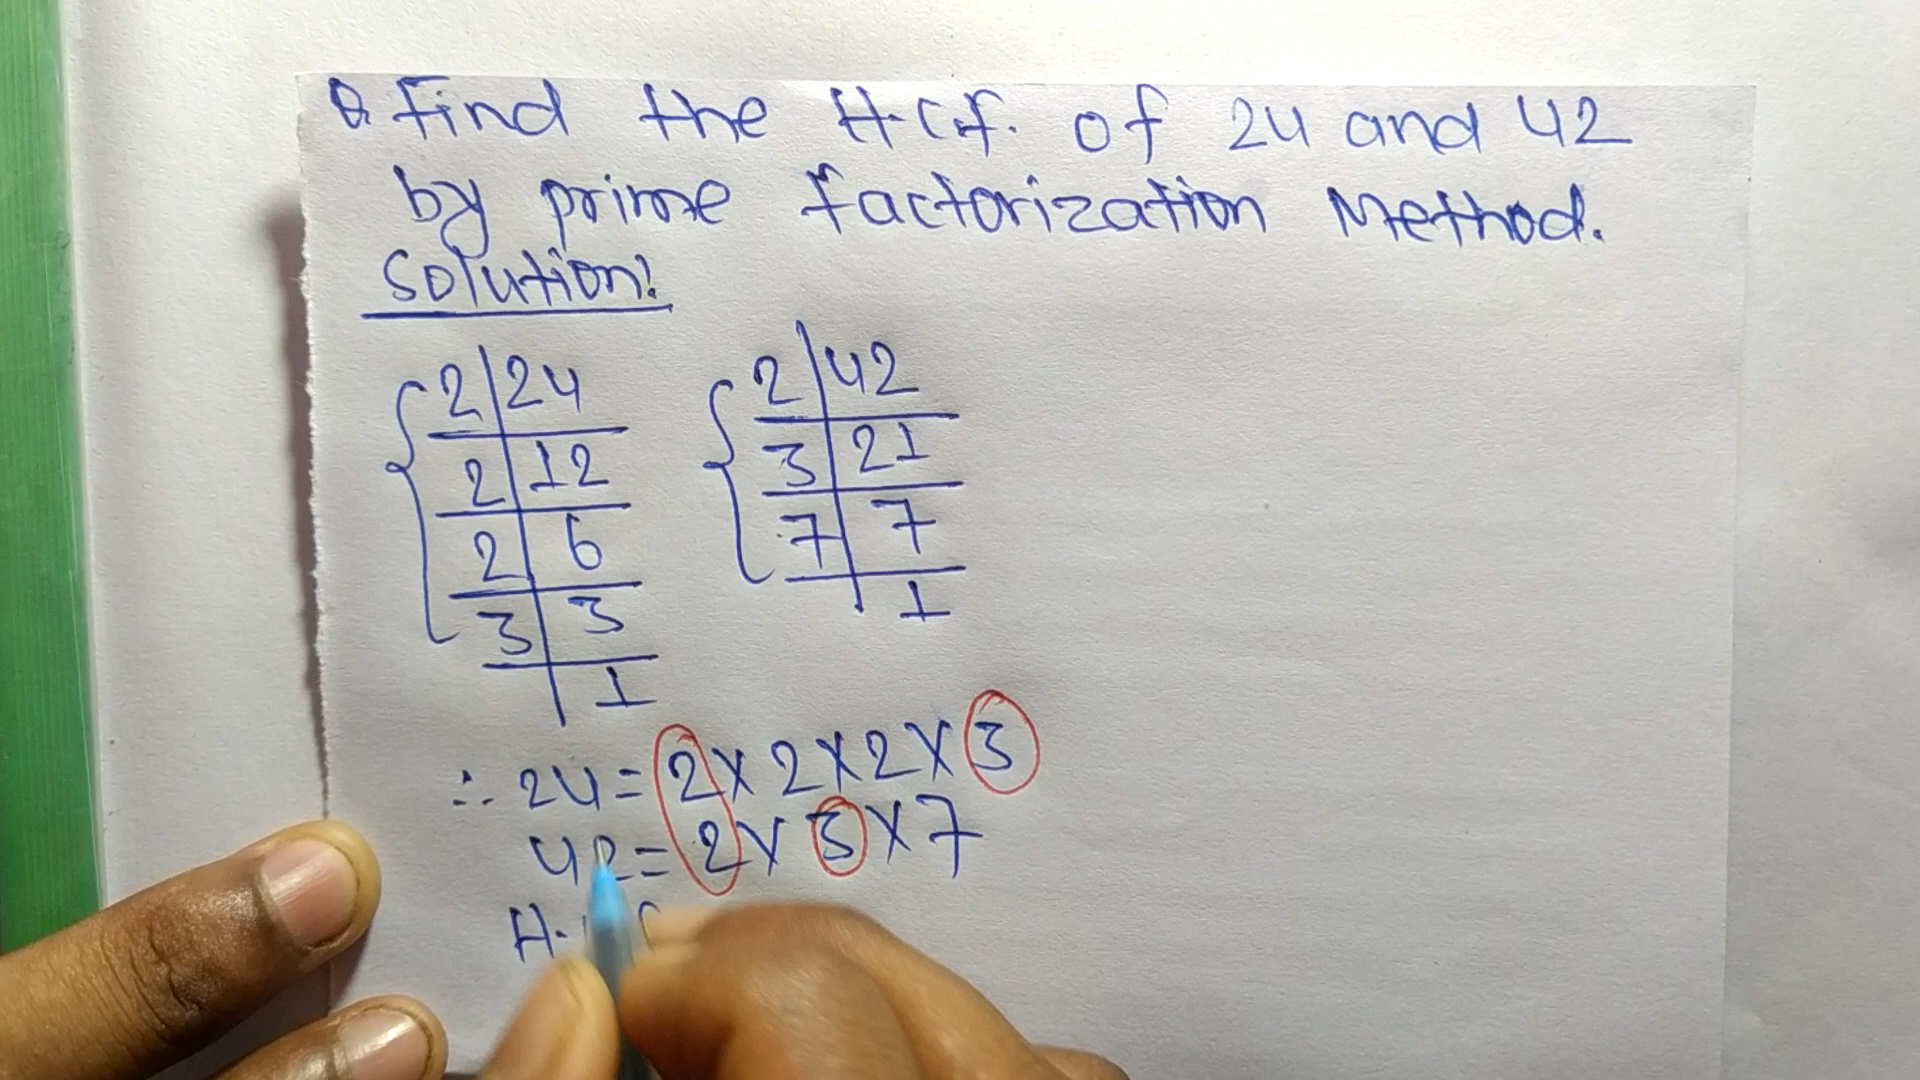 Q Find the H.C.F. of 24 and 42
by prime factorization Method.
Solution:
2 | 24
2 | 12
2 | 6
3 | 3
1
2 | 42
3 | 21
7 | 7
1
∴ 24 = 2 X 2 X 2 X 3
42 = 2 X 3 X 7
H.